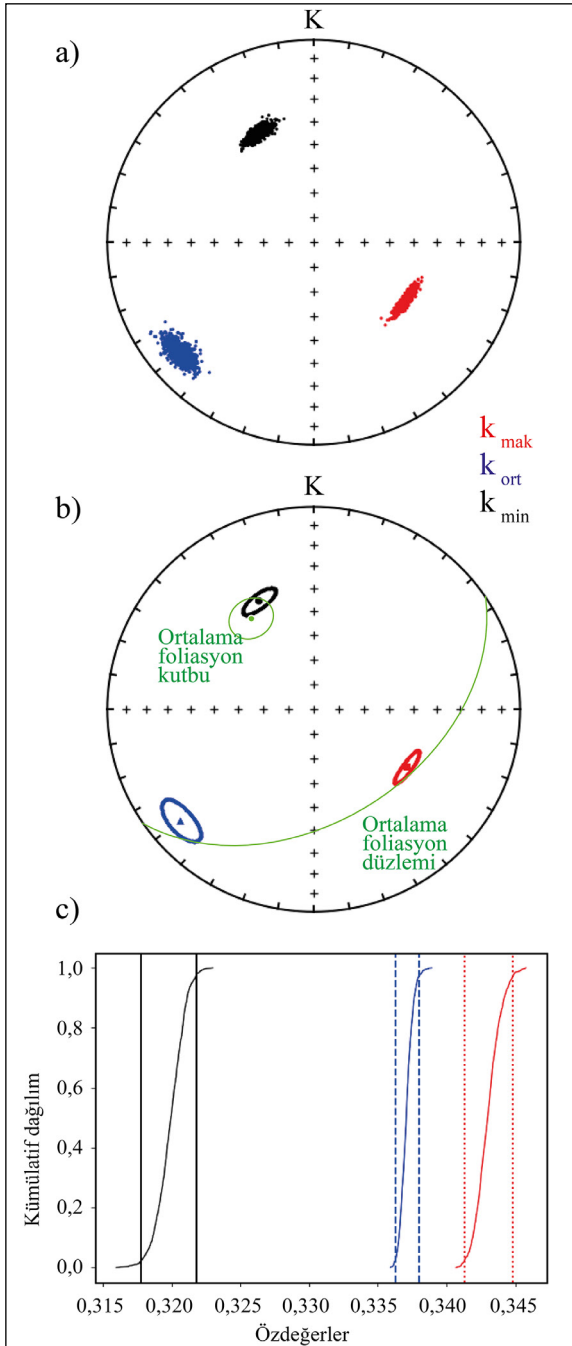 a)
K
k mak
k ort
k min
b)
K
Ortalama
foliasyon
kutbu
Ortalama
foliasyon
düzlemi
c)
Kümülatif dağılım
1,0
0,8
0,6
0,4
0,2
0,0
0,315 0,320 0,325 0,330 0,335 0,340 0,345
Özdeğerler